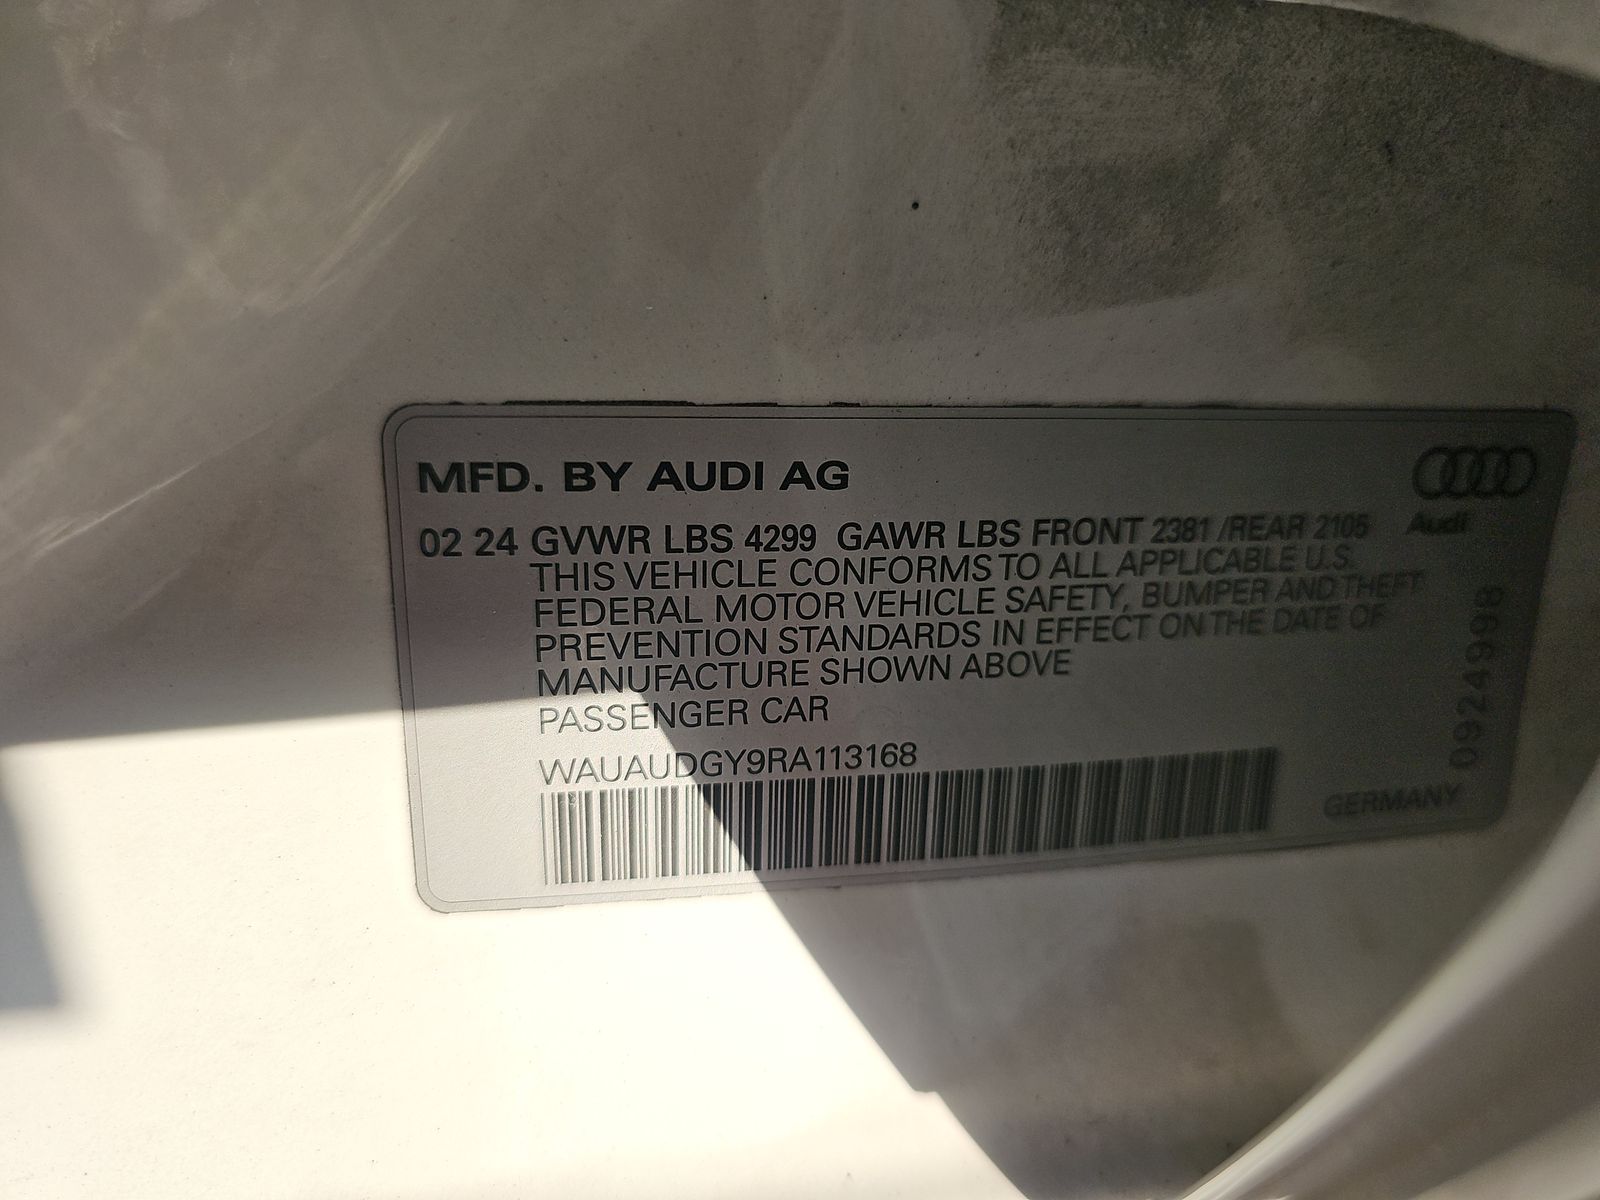 MFD. BY AUDI AG
Audi
02 24 GVWR LBS 4299 GAWR LBS FRONT 2381 /REAR 2105
THIS VEHICLE CONFORMS TO ALL APPLICABLE U.S.
FEDERAL MOTOR VEHICLE SAFETY, BUMPER AND THEFT
PREVENTION STANDARDS IN EFFECT ON THE DATE OF
MANUFACTURE SHOWN ABOVE
PASSENGER CAR
WAUAUDGY9RA113168
GERMANY
09249998